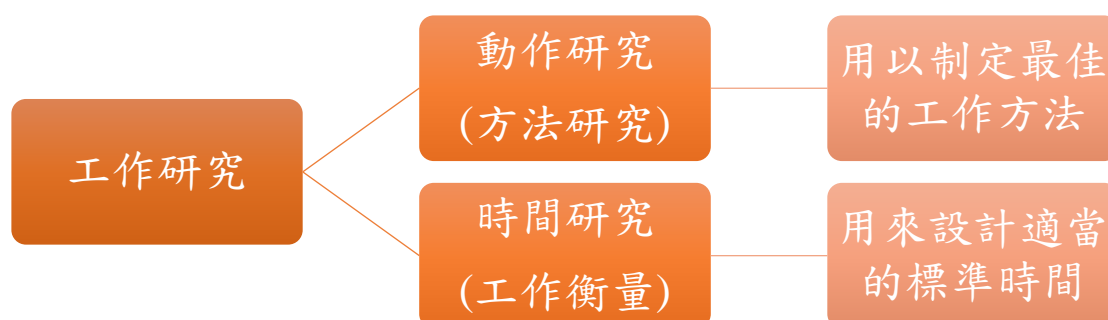 工作研究
動作研究
(方法研究)
用以制定最佳
的工作方法
時間研究
(工作衡量)
用來設計適當
的標準時間